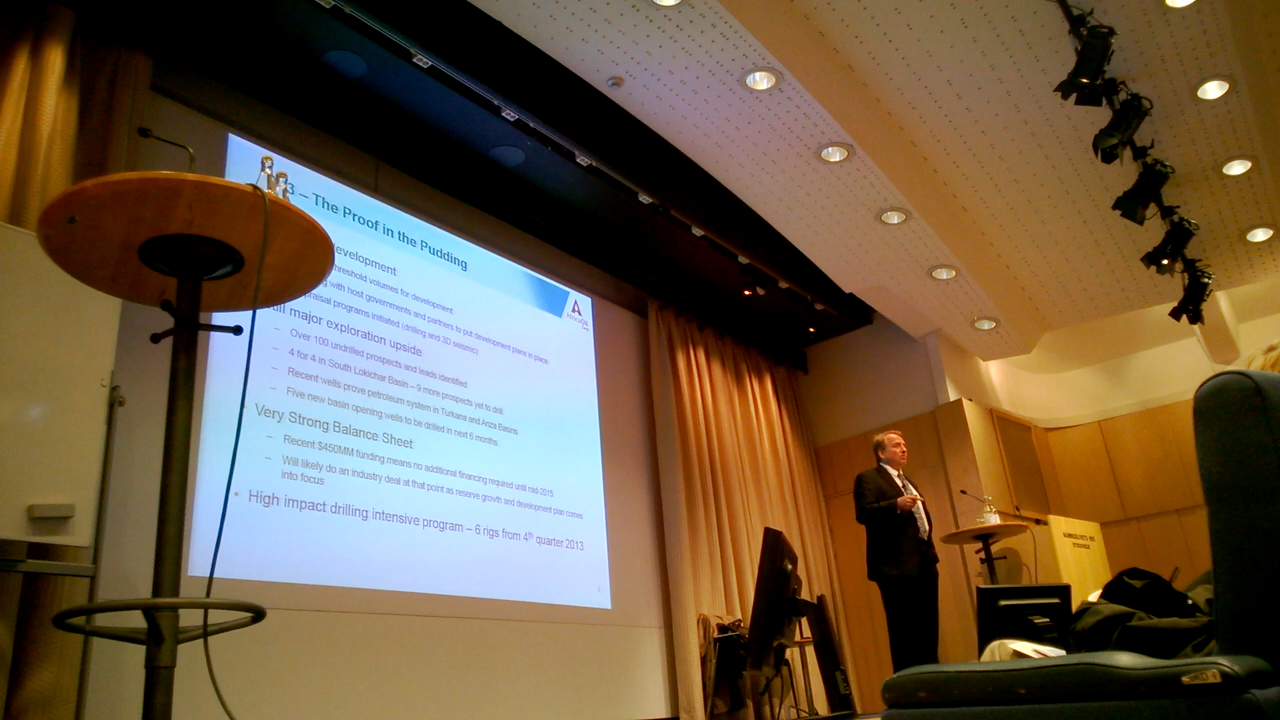 3 – The Proof in the Pudding
evelopment
threshold volumes for development
with host governments and partners to put development plans in place
praisal programs initiated (drilling and 3D seismic)
till major exploration upside
– Over 100 undrilled prospects and leads identified
– 4 for 4 in South Lokichar Basin – 9 more prospects yet to drill
– Recent wells prove petroleum system in Turkana and Anza Basins
– Five new basin opening wells to be drilled in next 6 months
Very Strong Balance Sheet
– Recent $450MM funding means no additional financing required until mid-2015
– Will likely do an industry deal at that point as reserve growth and development plan comes
into focus
• High impact drilling intensive program – 6 rigs from 4th quarter 2013
AfricaOil